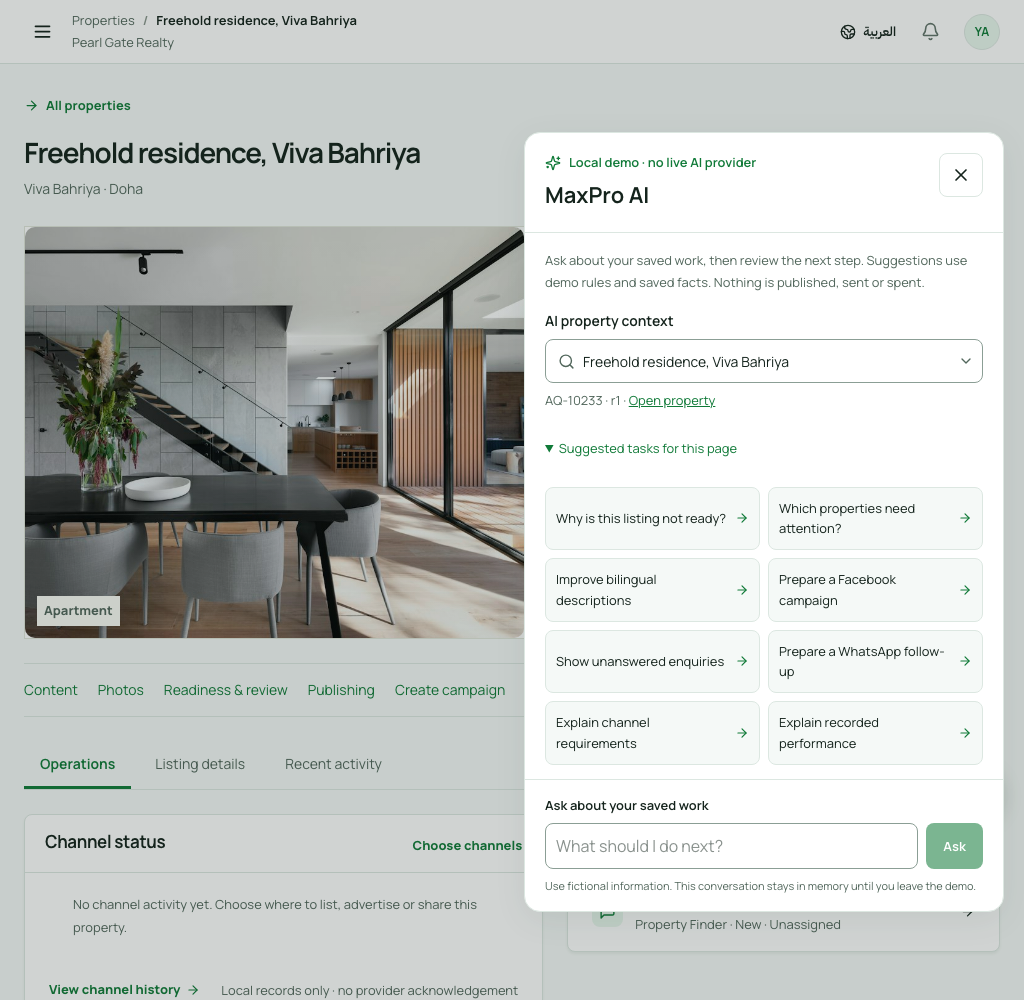 Properties / Freehold residence, Viva Bahriya
Pearl Gate Realty
العربية
YA
All properties
Freehold residence, Viva Bahriya
Viva Bahriya · Doha
Apartment
Content Photos Readiness & review Publishing Create campaign
Operations Listing details Recent activity
Channel status
Choose channels
No channel activity yet. Choose where to list, advertise or share this
property.
View channel history
Local records only · no provider acknowledgement
Local demo · no live AI provider
MaxPro AI
Ask about your saved work, then review the next step. Suggestions use
demo rules and saved facts. Nothing is published, sent or spent.
AI property context
Freehold residence, Viva Bahriya
AQ-10233 · r1 · Open property
Suggested tasks for this page
Why is this listing not ready?
Which properties need
attention?
Improve bilingual
descriptions
Prepare a Facebook
campaign
Show unanswered enquiries
Prepare a WhatsApp follow-
up
Explain channel
requirements
Explain recorded
performance
Ask about your saved work
What should I do next?
Ask
Use fictional information. This conversation stays in memory until you leave the demo.
Property Finder · New · Unassigned